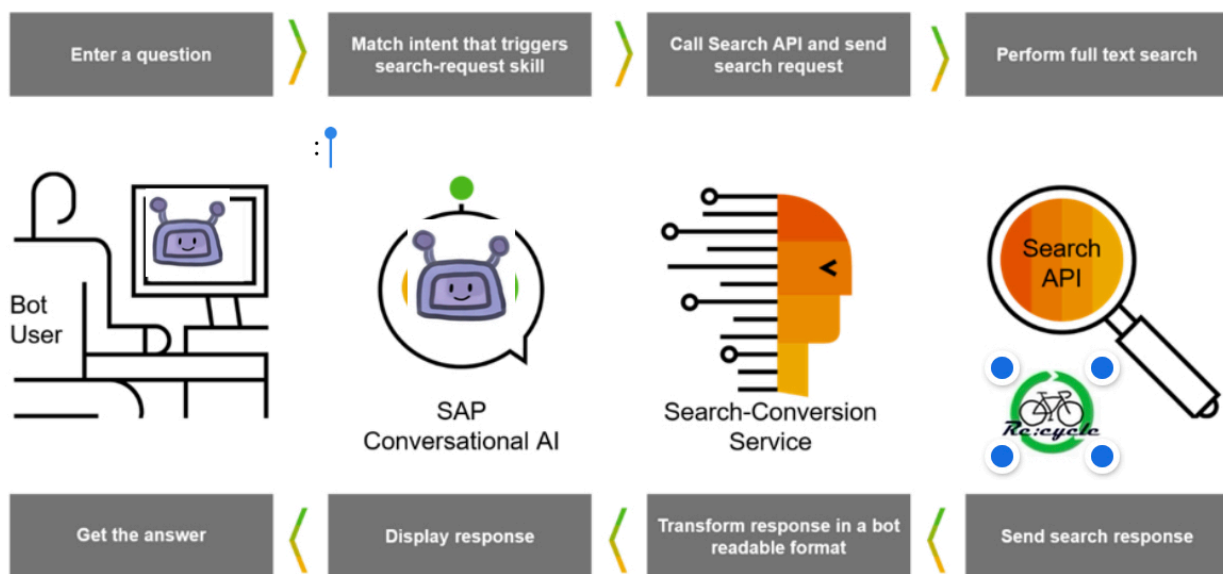 Enter a question
Match intent that triggers
search-request skill
Call Search API and send
search request
Perform full text search
:
Bot
User
SAP
Conversational AI
Search-Conversion
Service
Search
API
Re:cycle
Get the answer
Display response
Transform response in a bot
readable format
Send search response